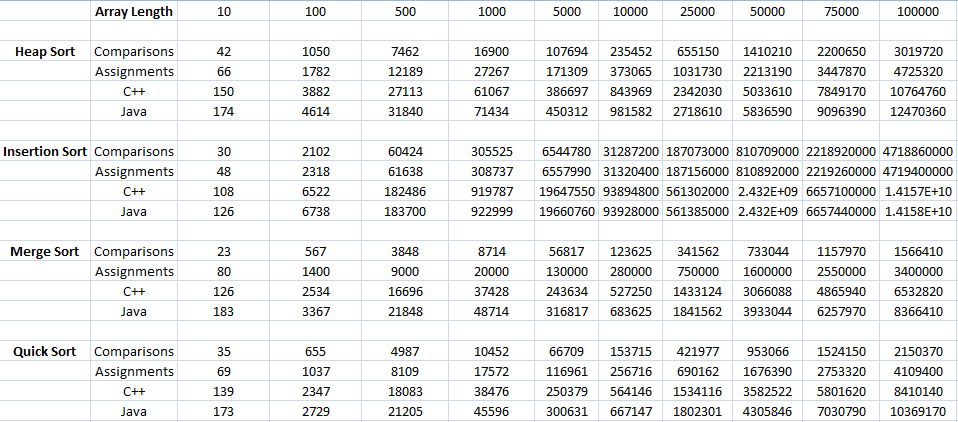 Array Length 10 100 500 1000 5000 10000 25000 50000 75000 100000
Heap Sort Comparisons 42 1050 7462 16900 107694 235452 655150 1410210 2200650 3019720
Assignments 66 1782 12189 27267 171309 373065 1031730 2213190 3447870 4725320
C++ 150 3882 27113 61067 386697 843969 2342030 5033610 7849170 10764760
Java 174 4614 31840 71434 450312 981582 2718610 5836590 9096390 12470360
Insertion Sort Comparisons 30 2102 60424 305525 6544780 31287200 187073000 810709000 2218920000 4718860000
Assignments 48 2318 61638 308737 6557990 31320400 187156000 810892000 2219260000 4719400000
C++ 108 6522 182486 919787 19647550 93894800 561302000 2.432E+09 6657100000 1.4157E+10
Java 126 6738 183700 922999 19660760 93928000 561385000 2.432E+09 6657440000 1.4158E+10
Merge Sort Comparisons 23 567 3848 8714 56817 123625 341562 733044 1157970 1566410
Assignments 80 1400 9000 20000 130000 280000 750000 1600000 2550000 3400000
C++ 126 2534 16696 37428 243634 527250 1433124 3066088 4865940 6532820
Java 183 3367 21848 48714 316817 683625 1841562 3933044 6257970 8366410
Quick Sort Comparisons 35 655 4987 10452 66709 153715 421977 953066 1524150 2150370
Assignments 69 1037 8109 17572 116961 256716 690162 1676390 2753320 4109400
C++ 139 2347 18083 38476 250379 564146 1534116 3582522 5801620 8410140
Java 173 2729 21205 45596 300631 667147 1802301 4305846 7030790 10369170